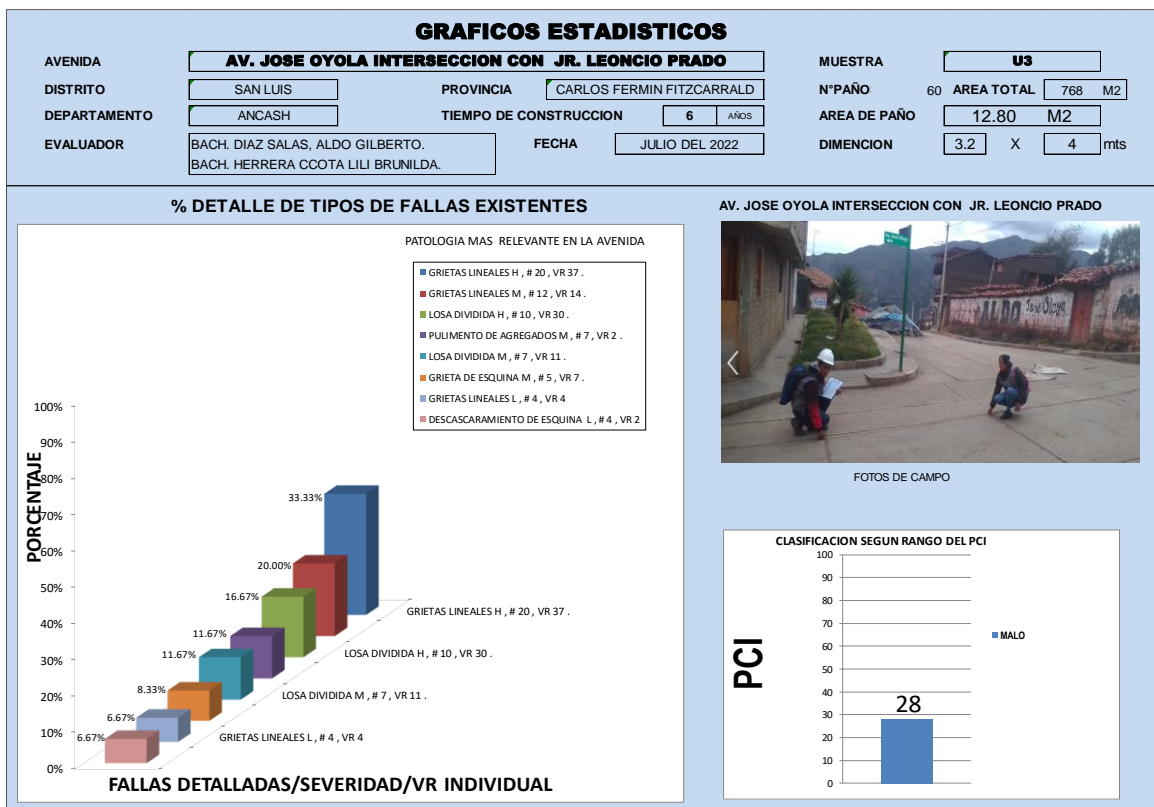 GRAFICOS ESTADISTICOS
AVENIDA AV. JOSE OYOLA INTERSECCION CON JR. LEONCIO PRADO MUESTRA U3
DISTRITO SAN LUIS PROVINCIA CARLOS FERMIN FITZCARRALD N°PAÑO 60 AREA TOTAL 768 M2
DEPARTAMENTO ANCASH TIEMPO DE CONSTRUCCION 6 AÑOS AREA DE PAÑO 12.80 M2
EVALUADOR BACH. DIAZ SALAS, ALDO GILBERTO. FECHA JULIO DEL 2022 DIMENCION 3.2 X 4 mts
BACH. HERRERA CCOTA LILI BRUNILDA.
% DETALLE DE TIPOS DE FALLAS EXISTENTES
PATOLOGIA MAS RELEVANTE EN LA AVENIDA
GRIETAS LINEALES H , # 20 , VR 37 .
GRIETAS LINEALES M , # 12 , VR 14 .
LOSA DIVIDIDA H , # 10 , VR 30 .
PULIMENTO DE AGREGADOS M , # 7 , VR 2 .
LOSA DIVIDIDA M , # 7 , VR 11 .
GRIETA DE ESQUINA M , # 5 , VR 7 .
GRIETAS LINEALES L , # 4 , VR 4
DESCASCARAMIENTO DE ESQUINA L , # 4 , VR 2
PORCENTAJE
100%
90%
80%
70%
60%
50%
40%
30%
20%
10%
0%
33.33%
20.00%
16.67%
11.67%
11.67%
8.33%
6.67%
6.67%
GRIETAS LINEALES H , # 20 , VR 37 .
LOSA DIVIDIDA H , # 10 , VR 30 .
LOSA DIVIDIDA M , # 7 , VR 11 .
GRIETAS LINEALES L , # 4 , VR 4
FALLAS DETALLADAS/SEVERIDAD/VR INDIVIDUAL
AV. JOSE OYOLA INTERSECCION CON JR. LEONCIO PRADO
ALDO Jose Olaya
FOTOS DE CAMPO
CLASIFICACION SEGUN RANGO DEL PCI
PCI
100
90
80
70
60
50
40
30
20
10
0
28
MALO